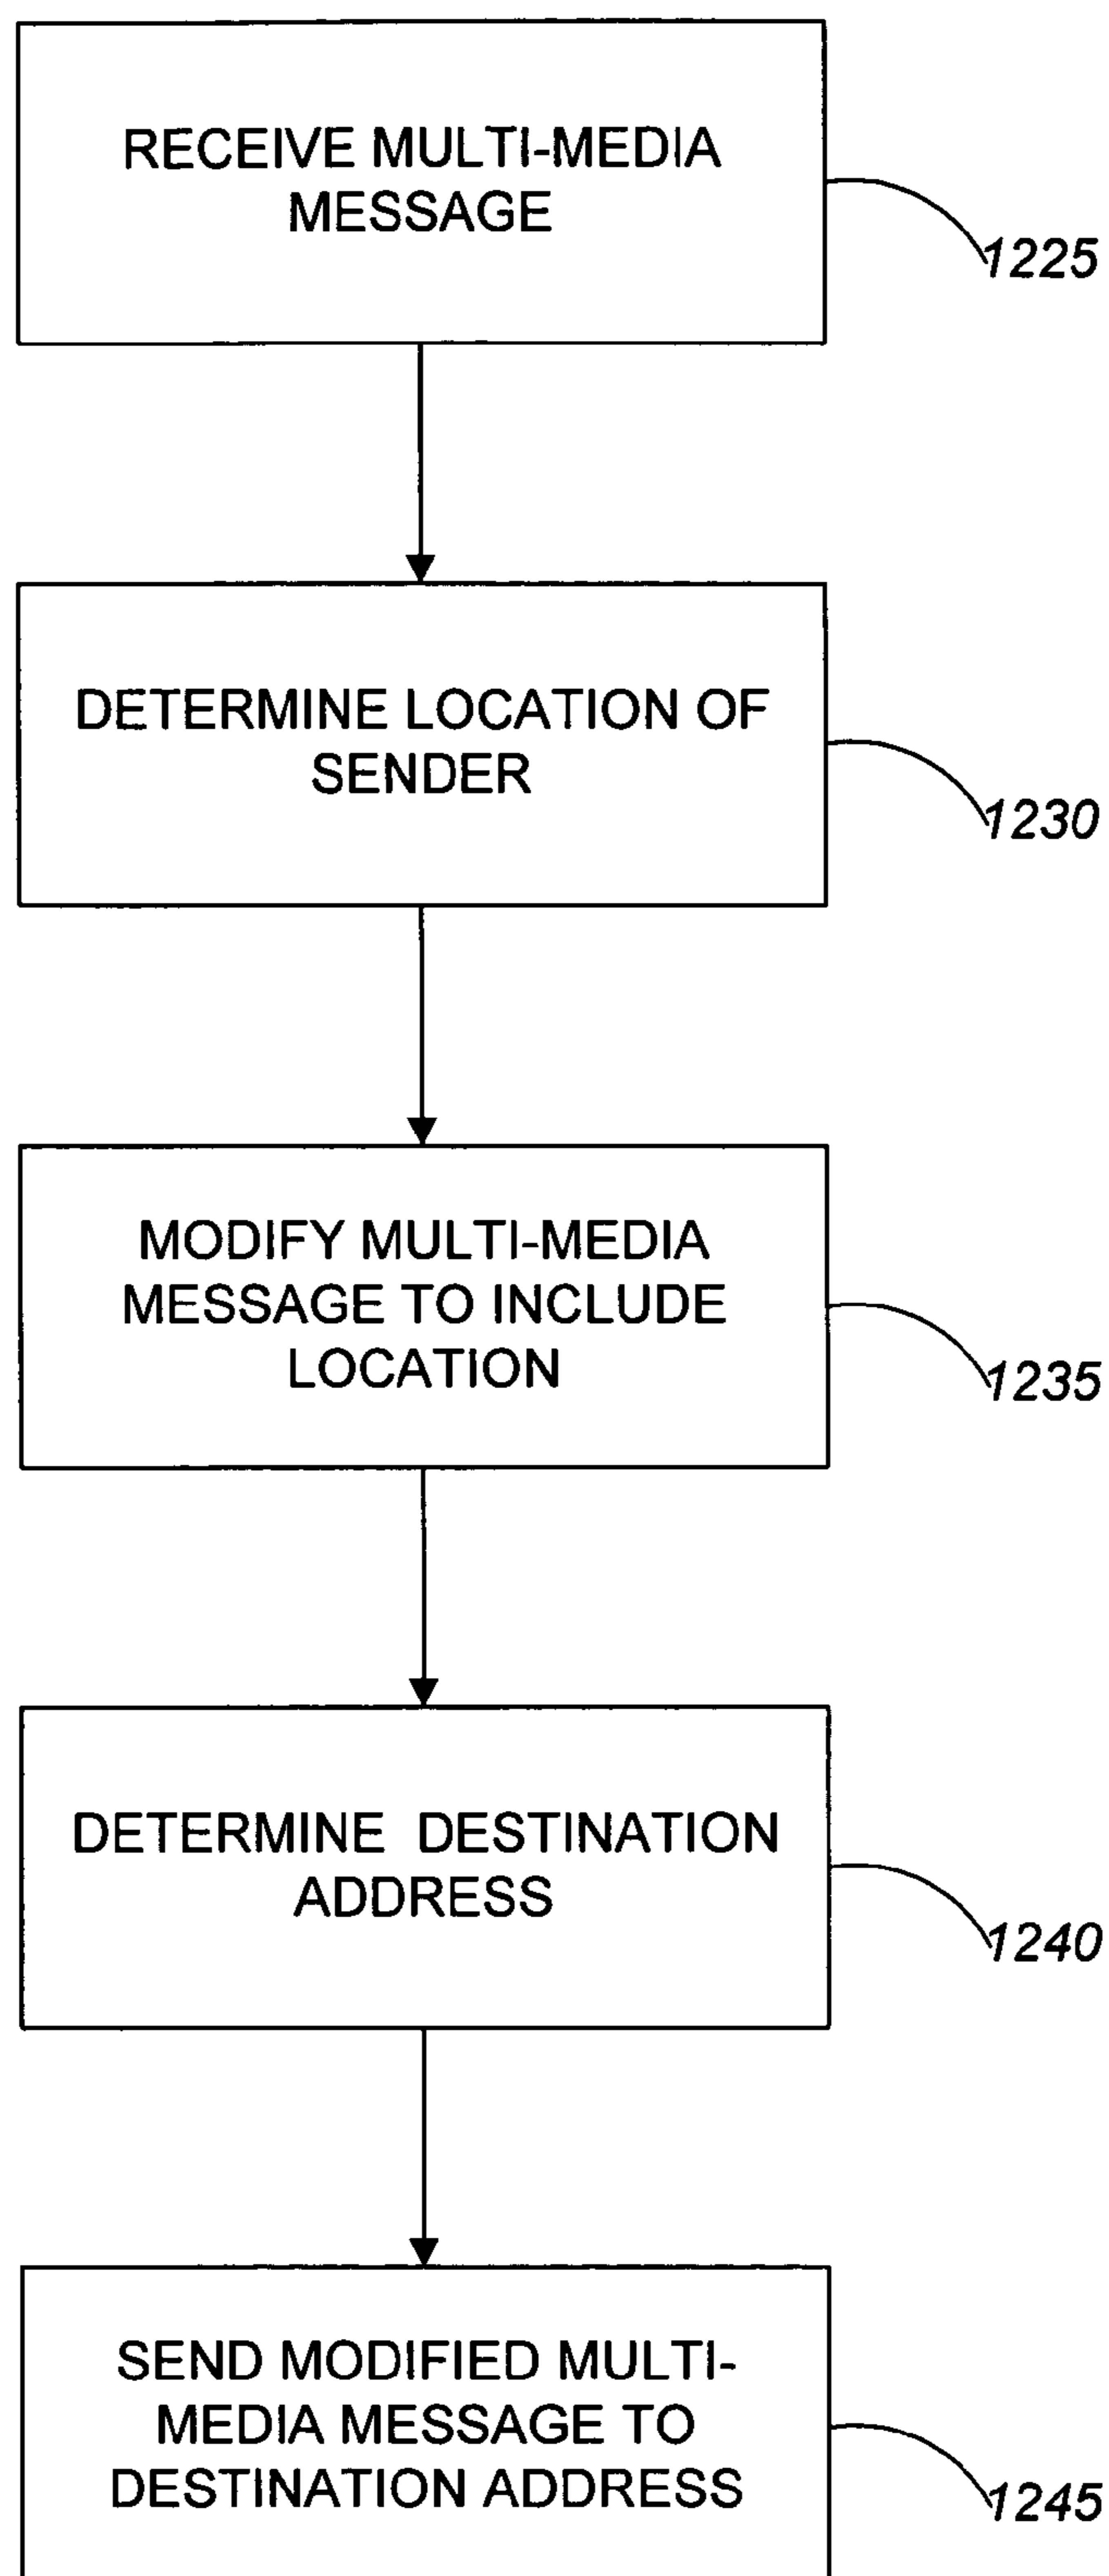 RECEIVE MULTI-MEDIA
MESSAGE
1225
DETERMINE LOCATION OF
SENDER
1230
MODIFY MULTI-MEDIA
MESSAGE TO INCLUDE
LOCATION
1235
DETERMINE DESTINATION
ADDRESS
1240
SEND MODIFIED MULTI-
MEDIA MESSAGE TO
DESTINATION ADDRESS
1245